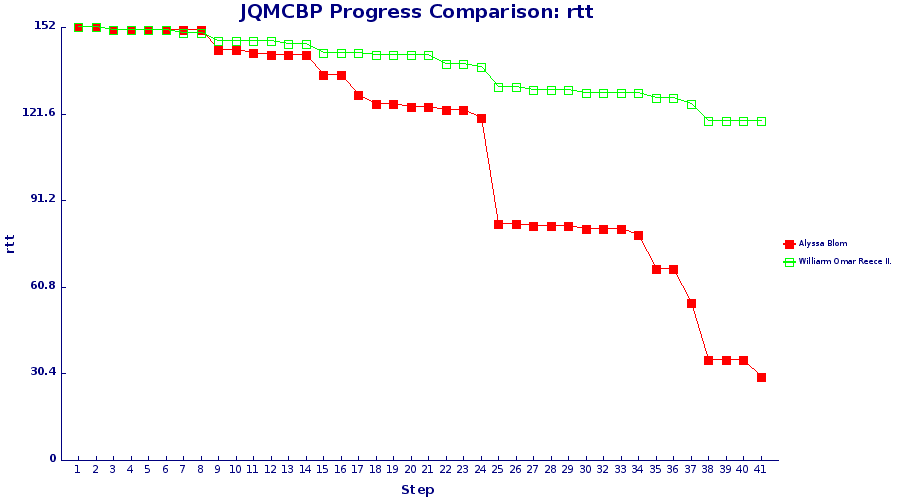 JQMCBP Progress Comparison: rtt
152
121.6
91.2
60.8
30.4
0
rtt
1 2 3 4 5 6 7 8 9 10 11 12 13 14 15 16 17 18 19 20 21 22 23 24 25 26 27 28 29 30 32 33 34 35 36 37 38 39 40 41
Step
Alyssa Blom
William Omar Reece II.